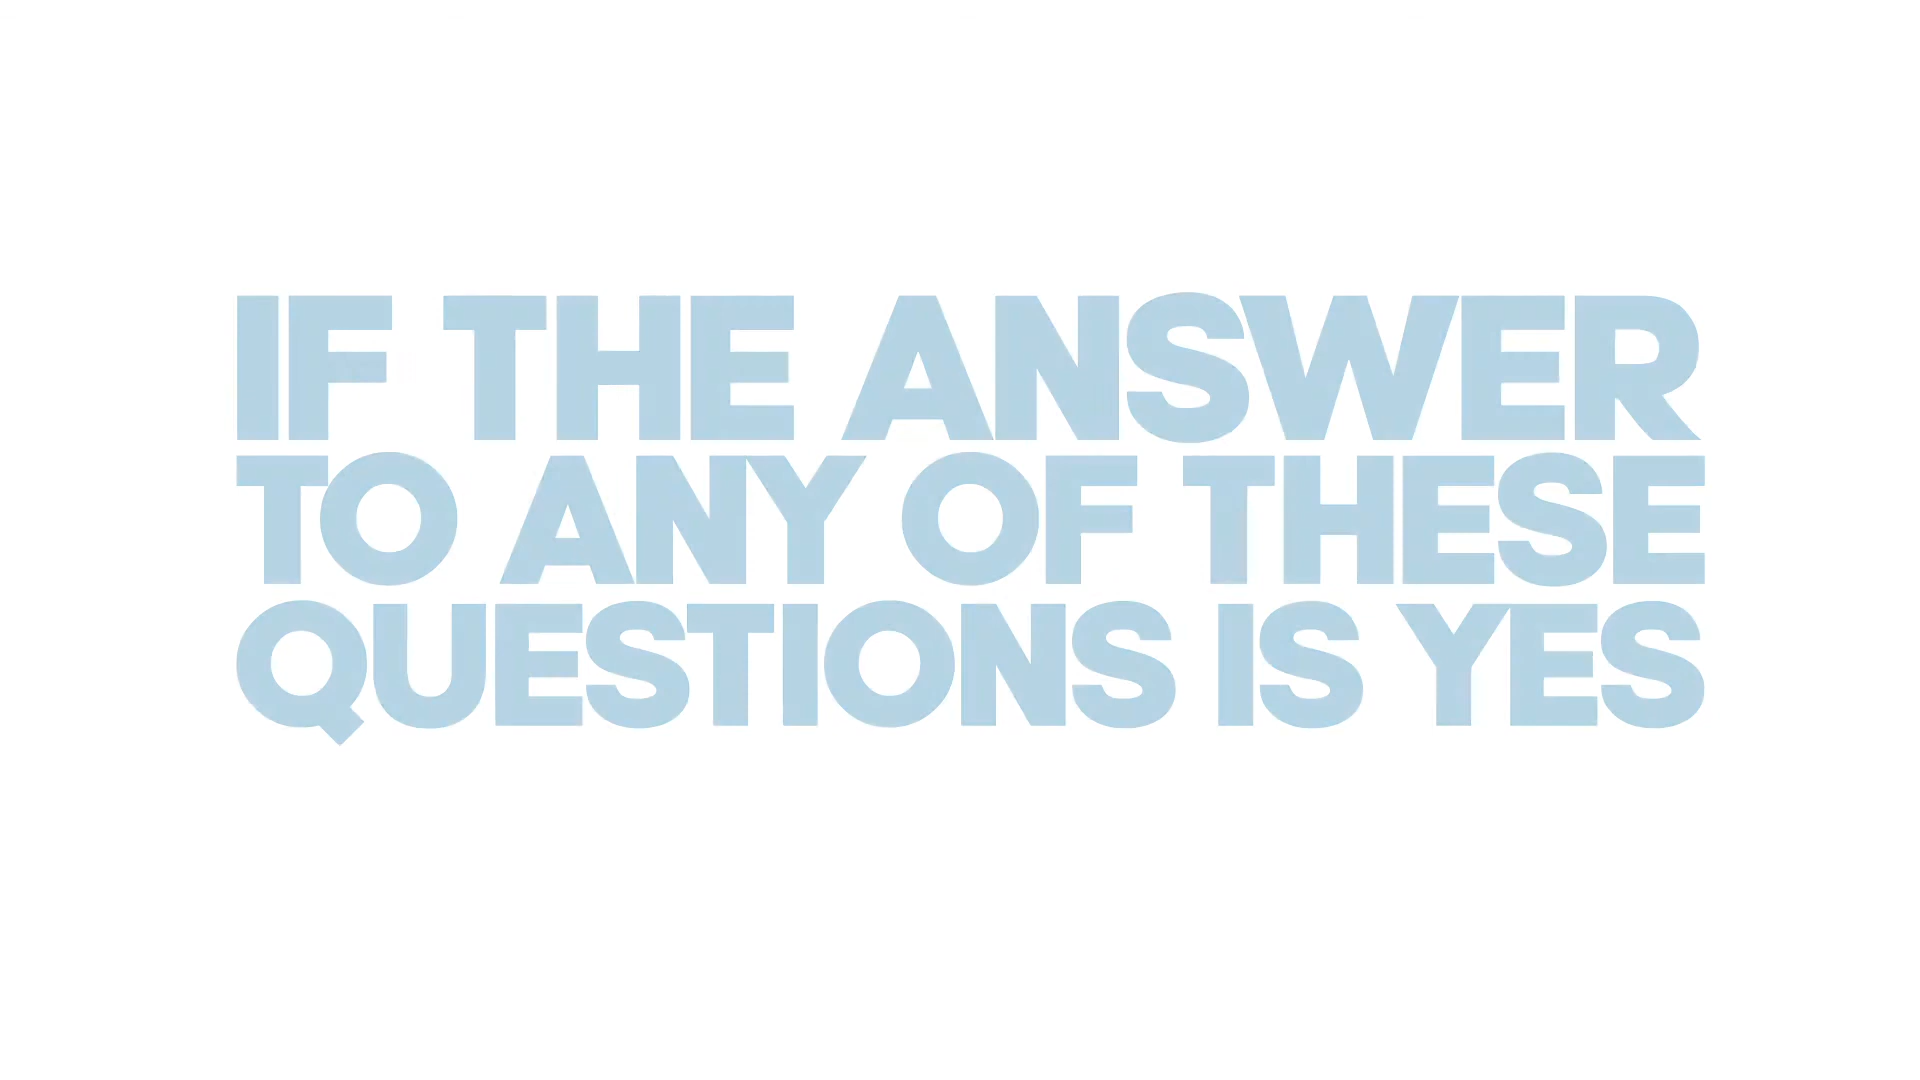 IF THE ANSWER
TO ANY OF THESE
QUESTIONS IS YES